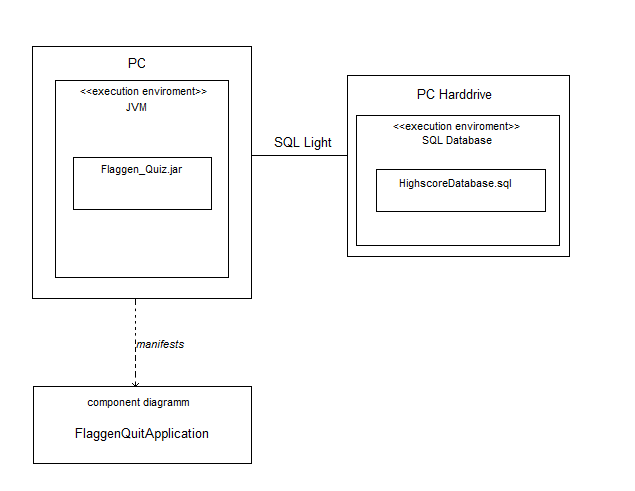 PC
<<execution enviroment>>
JVM
Flaggen_Quiz.jar
SQL Light
PC Harddrive
<<execution enviroment>>
SQL Database
HighscoreDatabase.sql
manifests
component diagramm
FlaggenQuitApplication